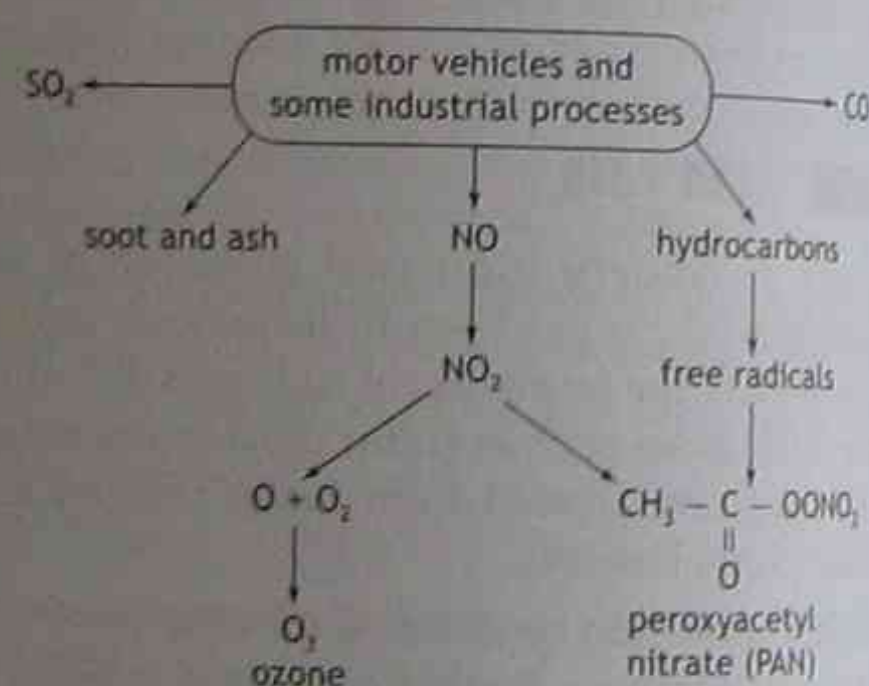 motor vehicles and
some industrial processes
SO₂
CO
soot and ash
NO
hydrocarbons
NO₂
free radicals
O + O₂
CH₃ – C – OONO₂
||
O
O₃
ozone
peroxyacetyl
nitrate (PAN)